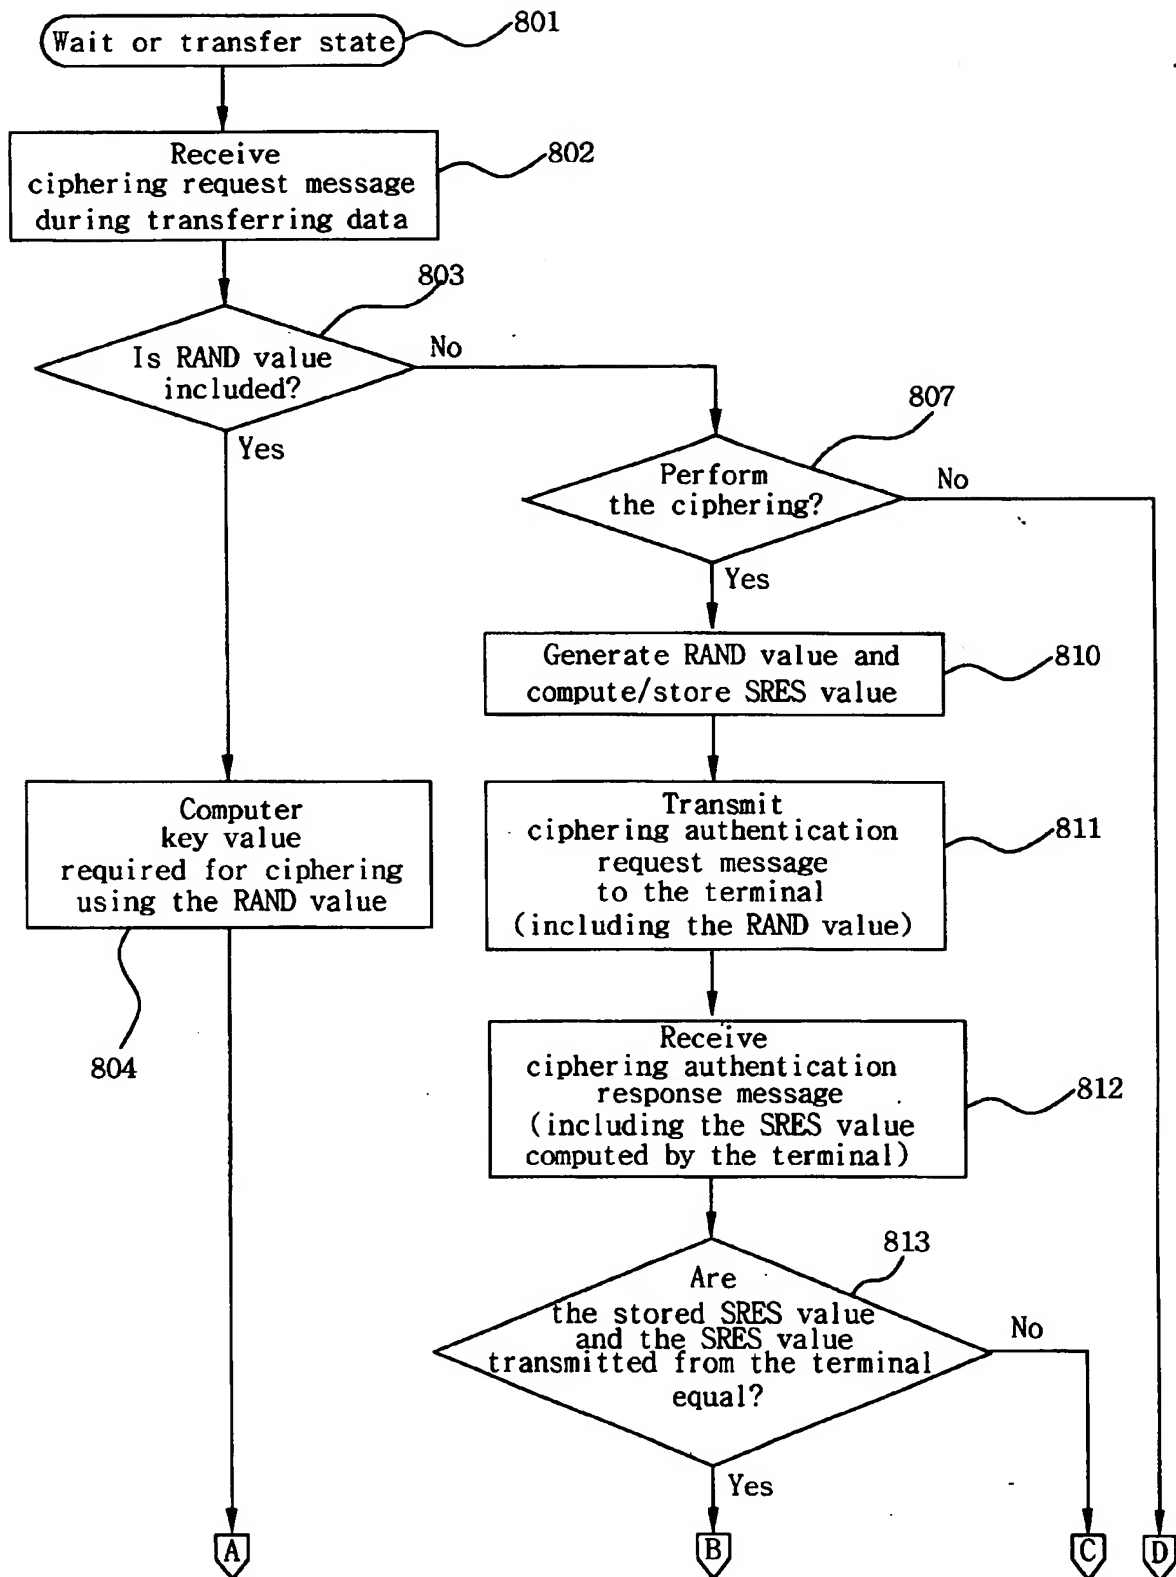 Wait or transfer state
801
Receive
ciphering request message
during transferring data
802
803
Is RAND value
included?
No
Yes
807
Perform
the ciphering?
No
Yes
Generate RAND value and
compute/store SRES value
810
Computer
key value
required for ciphering
using the RAND value
804
Transmit
ciphering authentication
request message
to the terminal
(including the RAND value)
811
Receive
ciphering authentication
response message
(including the SRES value
computed by the terminal)
812
813
Are
the stored SRES value
and the SRES value
transmitted from the terminal
equal?
No
Yes
A
B
C
D